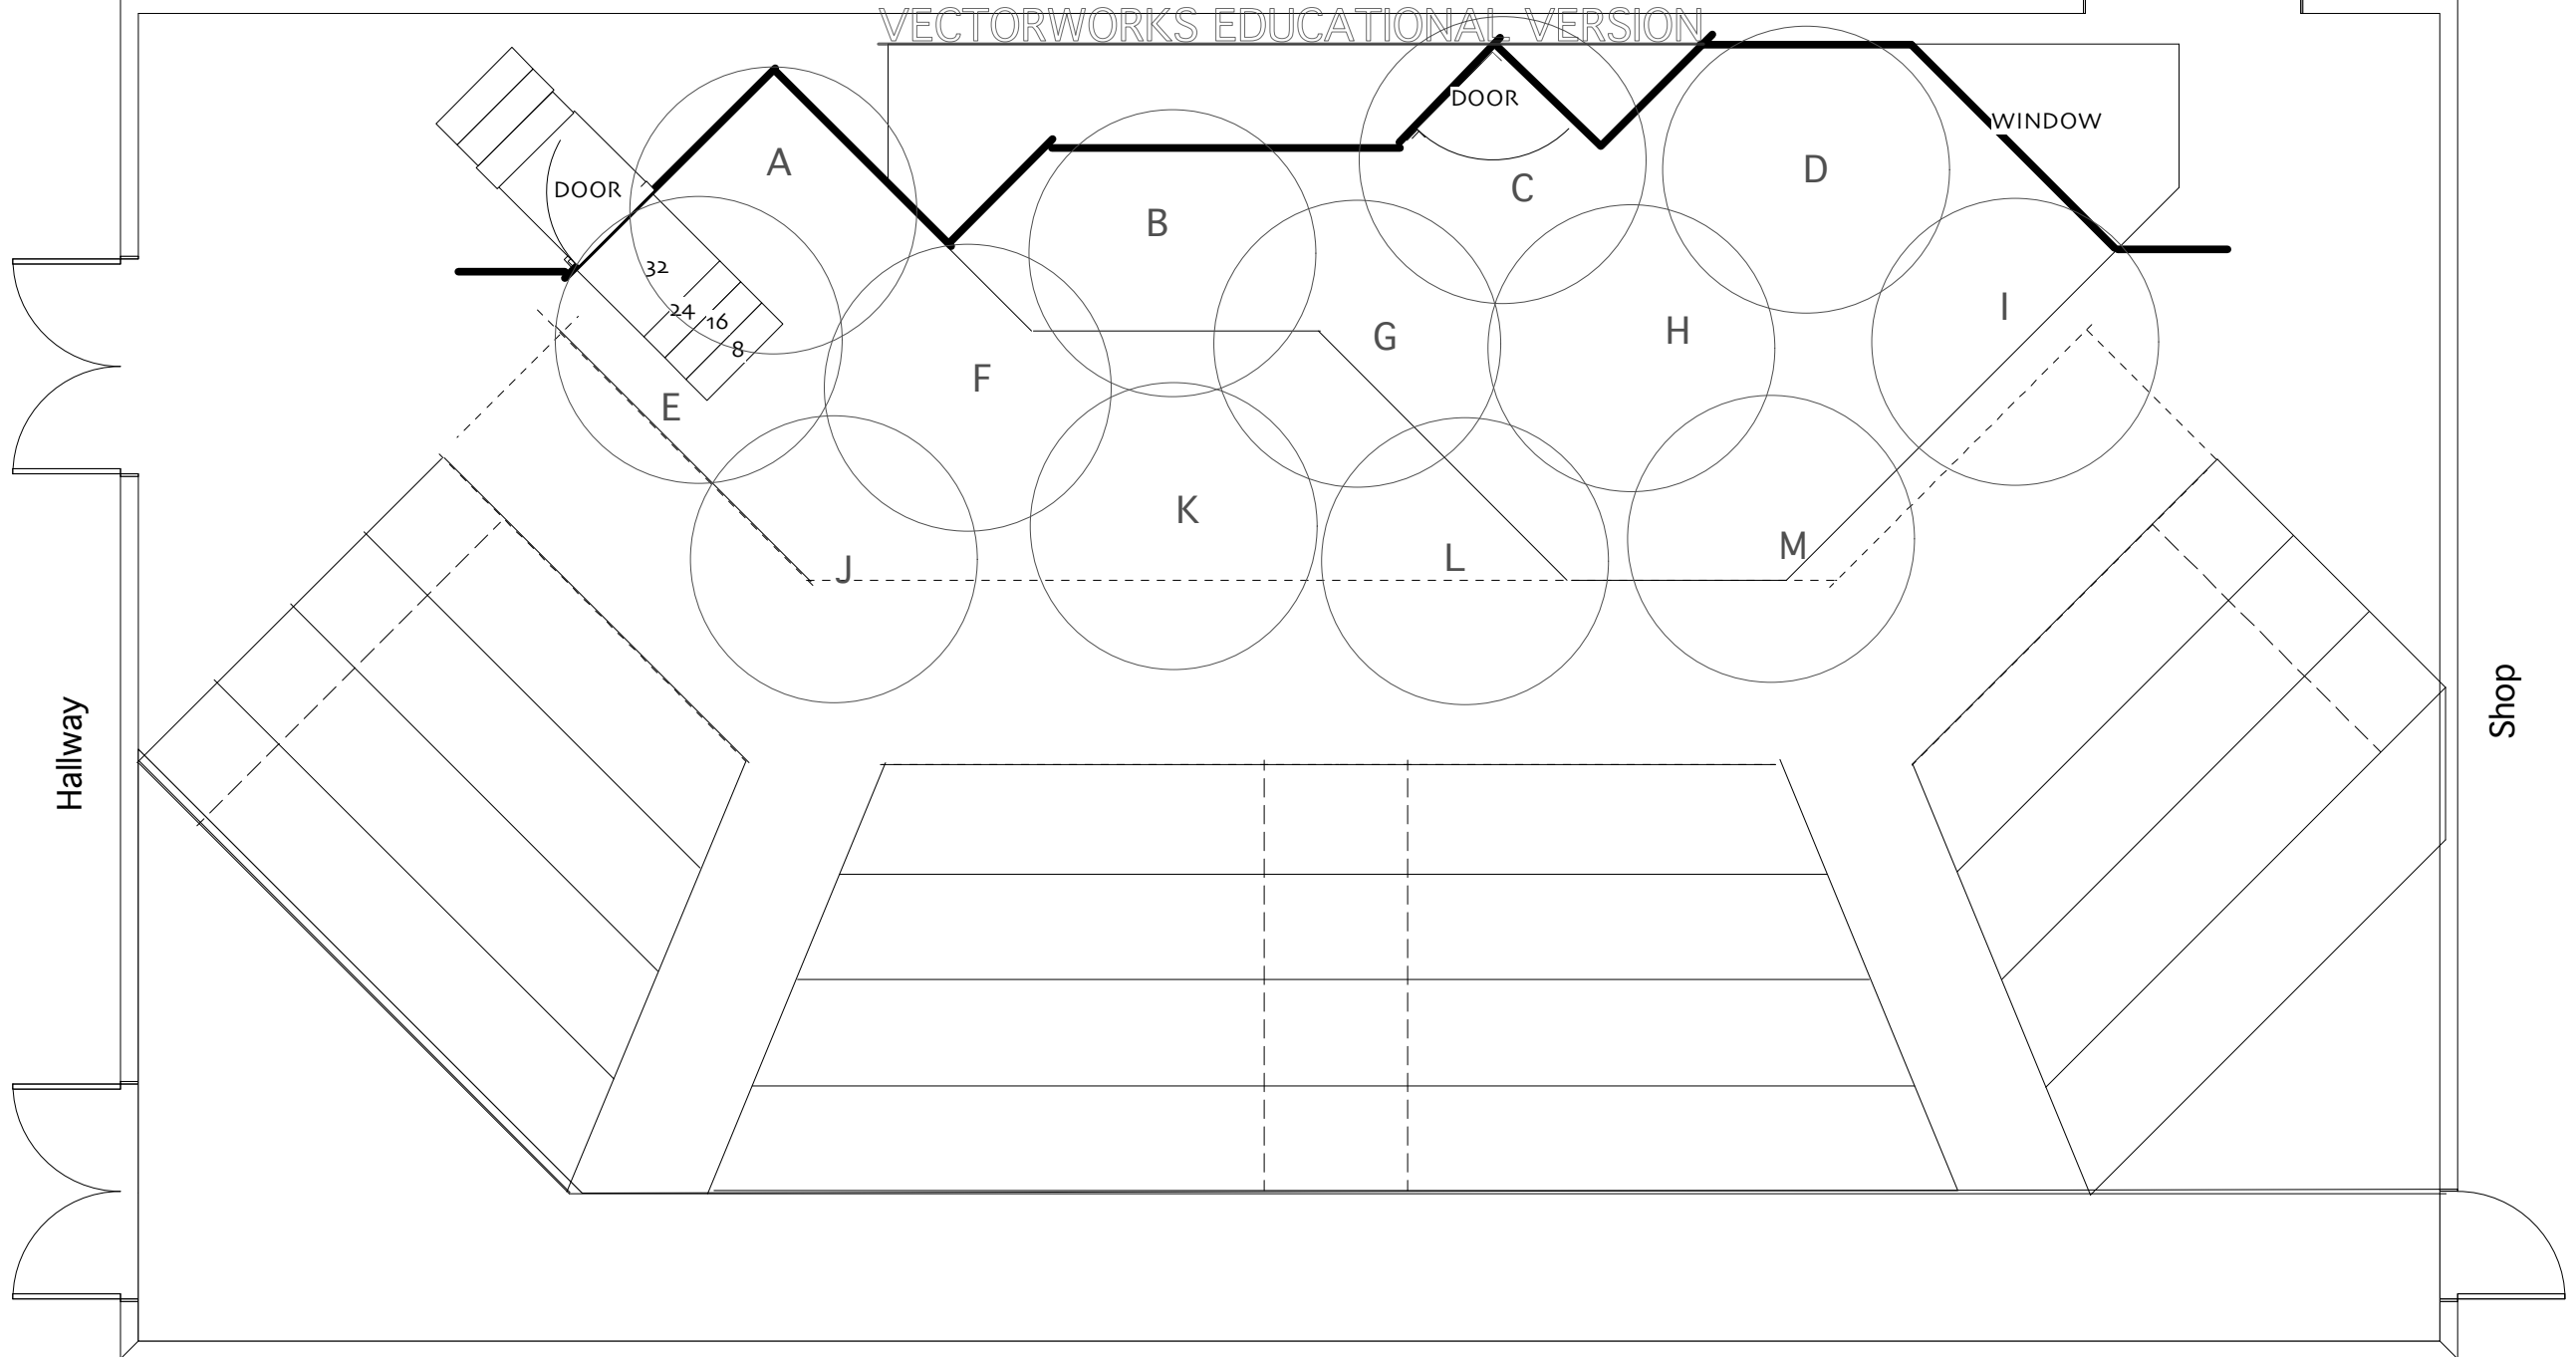 VECTORWORKS EDUCATIONAL VERSION
DOOR
WINDOW
A
D
DOOR
C
B
32
I
24
16
H
G
8
F
E
K
M
L
J
Shop
Hallway